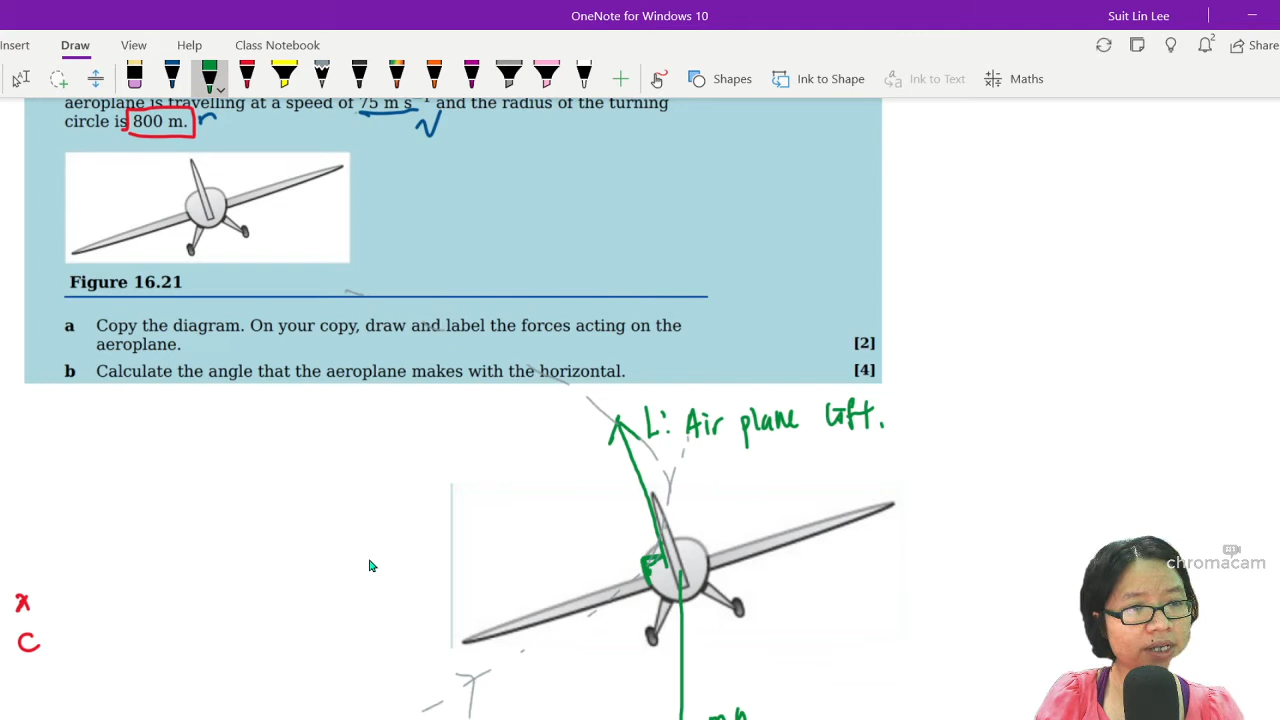 OneNote for Windows 10
Suit Lin Lee
Insert Draw View Help Class Notebook
2 Share
Shapes Ink to Shape Ink to Text Maths
aeroplane is travelling at a speed of 75 m s⁻¹ and the radius of the turning
circle is 800 m. r
v
Figure 16.21
a Copy the diagram. On your copy, draw and label the forces acting on the
aeroplane. [2]
b Calculate the angle that the aeroplane makes with the horizontal. [4]
L: Air plane lift.
chromacam